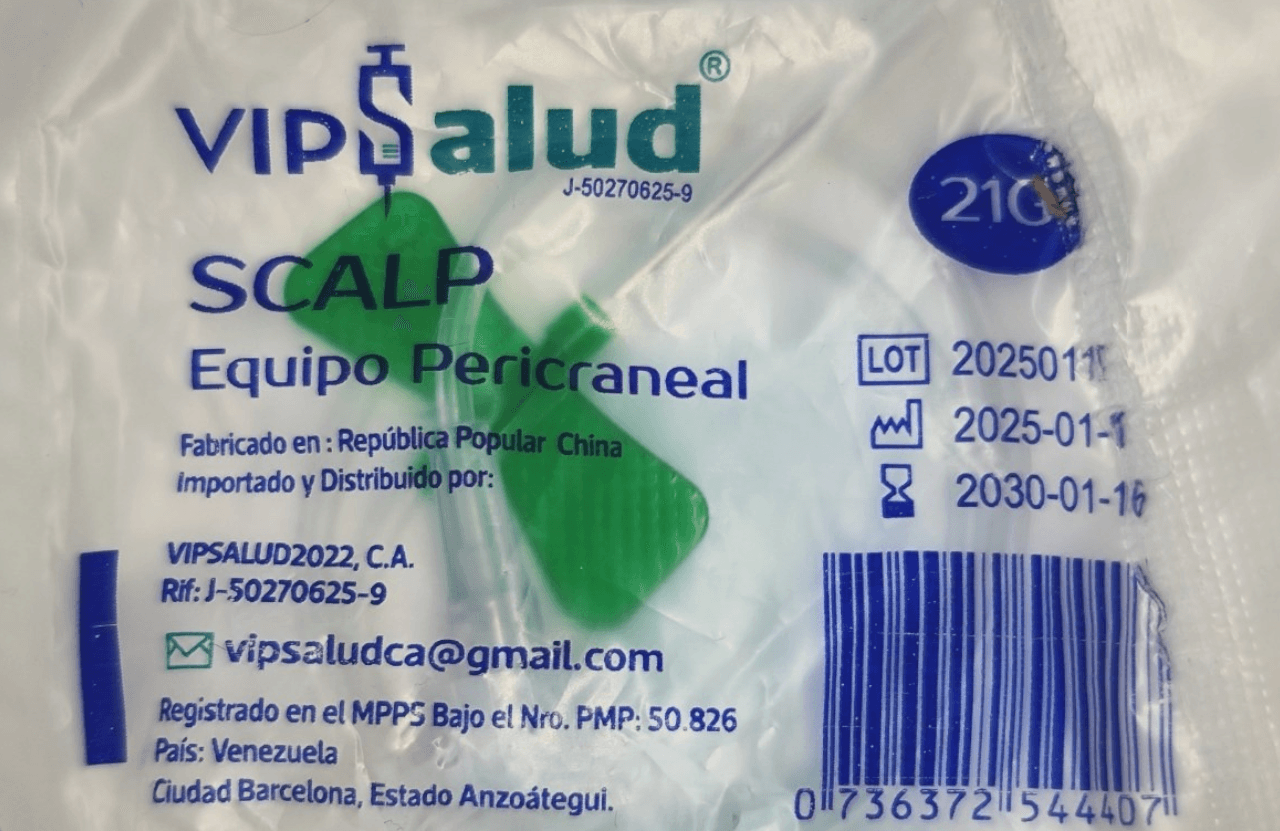 VIPSalud®
J-50270625-9
SCALP
Equipo Pericraneal
Fabricado en : República Popular China
Importado y Distribuido por:
VIPSALUD2022, C.A.
Rif: J-50270625-9
vipsaludca@gmail.com
Registrado en el MPPS Bajo el Nro. PMP: 50.826
País: Venezuela
Ciudad Barcelona, Estado Anzoátegui.
21G
LOT
2030-01-16
0 736372 544407